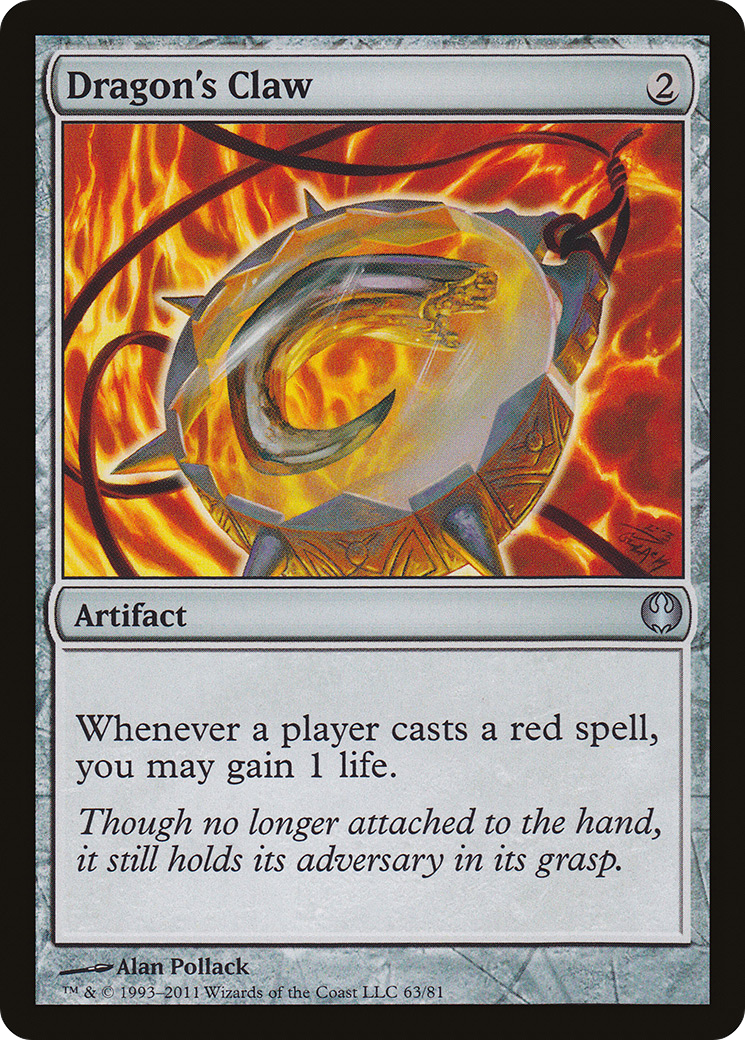 Dragon's Claw 2
Artifact
Whenever a player casts a red spell,
you may gain 1 life.
Though no longer attached to the hand,
it still holds its adversary in its grasp.
Alan Pollack
™ & © 1993–2011 Wizards of the Coast LLC 63/81